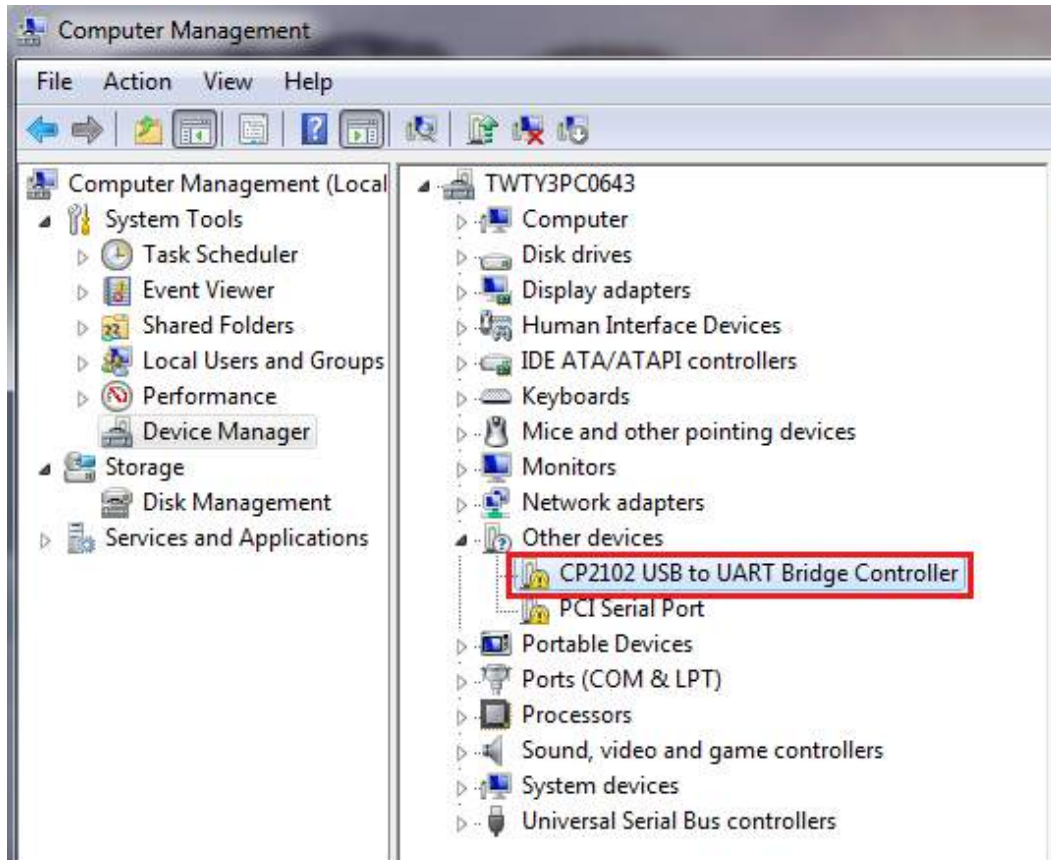 Computer Management
File Action View Help
Computer Management (Local
System Tools
Task Scheduler
Event Viewer
Shared Folders
Local Users and Groups
Performance
Device Manager
Storage
Disk Management
Services and Applications
TWTY3PC0643
Computer
Disk drives
Display adapters
Human Interface Devices
IDE ATA/ATAPI controllers
Keyboards
Mice and other pointing devices
Monitors
Network adapters
Other devices
CP2102 USB to UART Bridge Controller
PCI Serial Port
Portable Devices
Ports (COM & LPT)
Processors
Sound, video and game controllers
System devices
Universal Serial Bus controllers